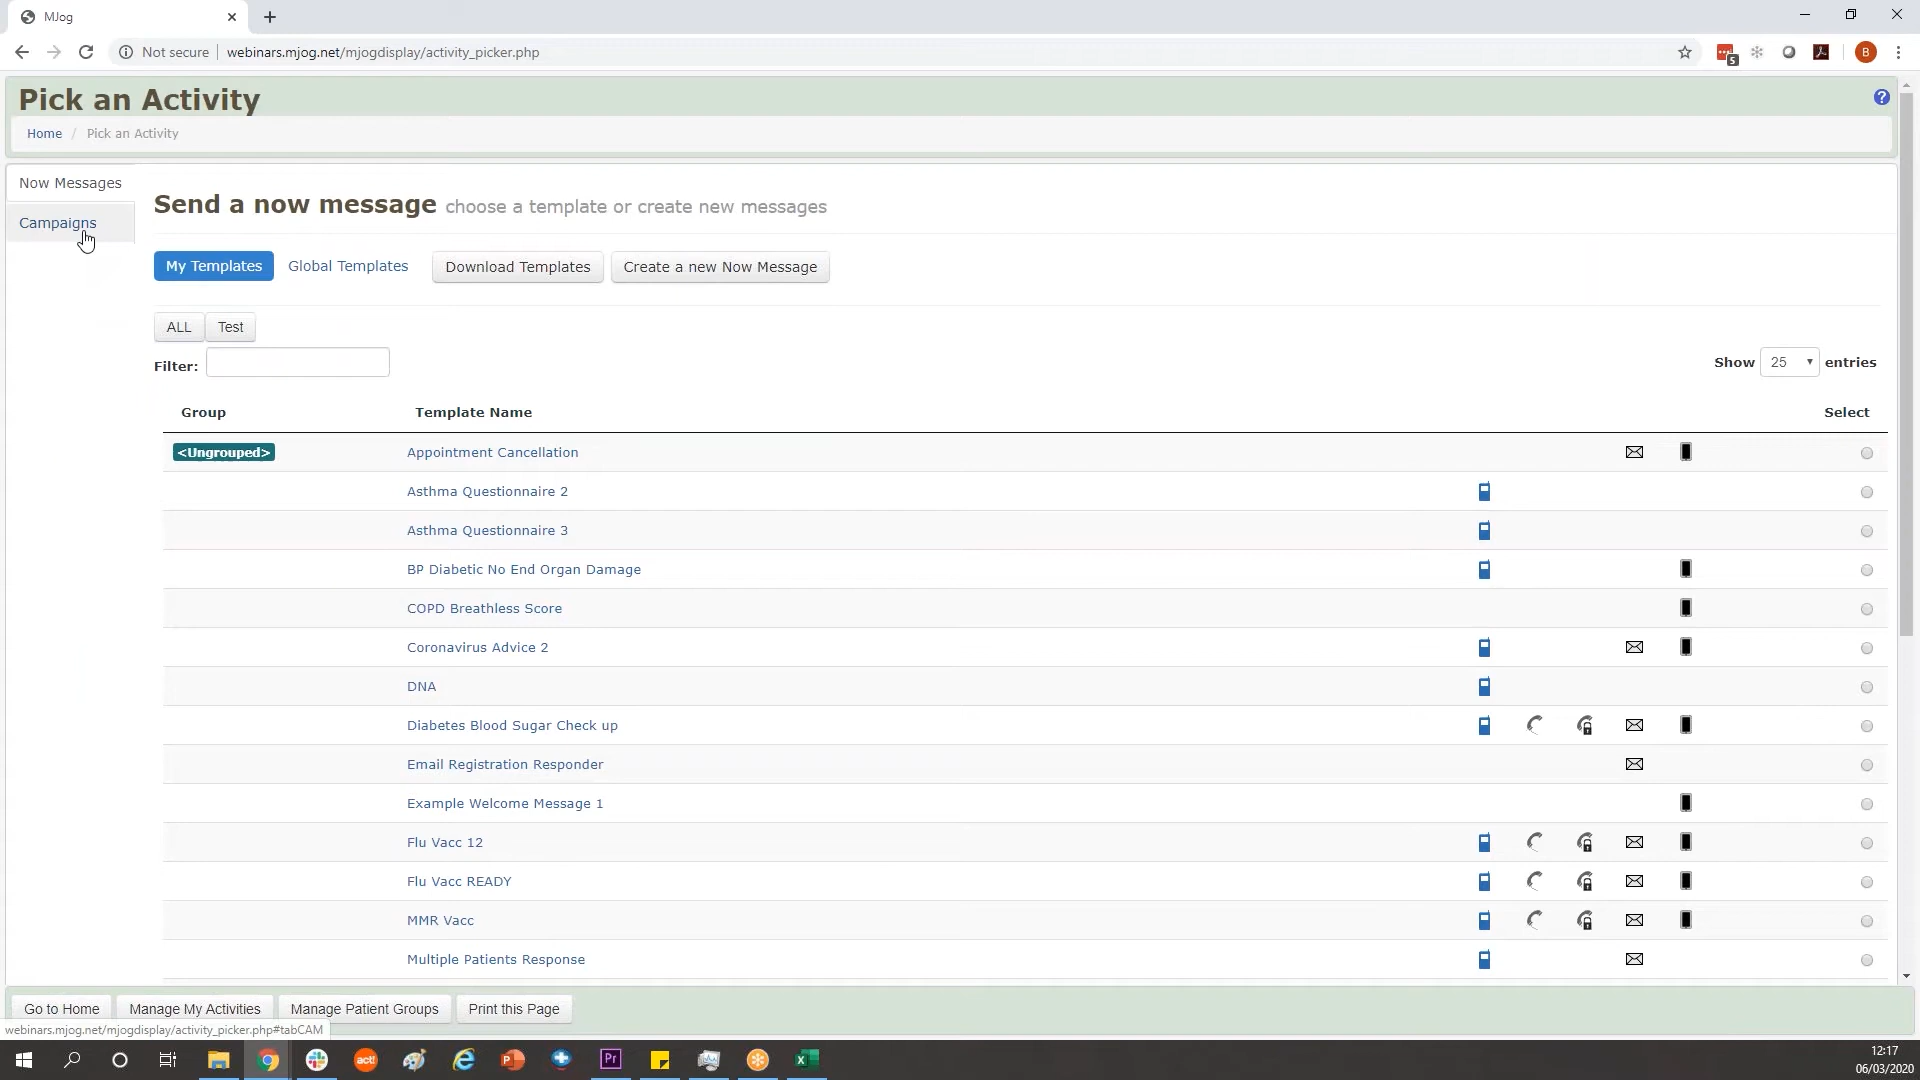 MJog
Not secure webinars.mjog.net/mjogdisplay/activity_picker.php
5
B
Pick an Activity
?
Home / Pick an Activity
Now Messages
Campaigns
Send a now message choose a template or create new messages
My Templates Global Templates Download Templates Create a new Now Message
ALL Test
Filter:
Show 25 entries
Group Template Name Select
<Ungrouped> Appointment Cancellation
Asthma Questionnaire 2
Asthma Questionnaire 3
BP Diabetic No End Organ Damage
COPD Breathless Score
Coronavirus Advice 2
DNA
Diabetes Blood Sugar Check up
Email Registration Responder
Example Welcome Message 1
Flu Vacc 12
Flu Vacc READY
MMR Vacc
Multiple Patients Response
Go to Home Manage My Activities Manage Patient Groups Print this Page
webinars.mjog.net/mjogdisplay/activity_picker.php#tabCAM
act!
Pr
12:17
06/03/2020